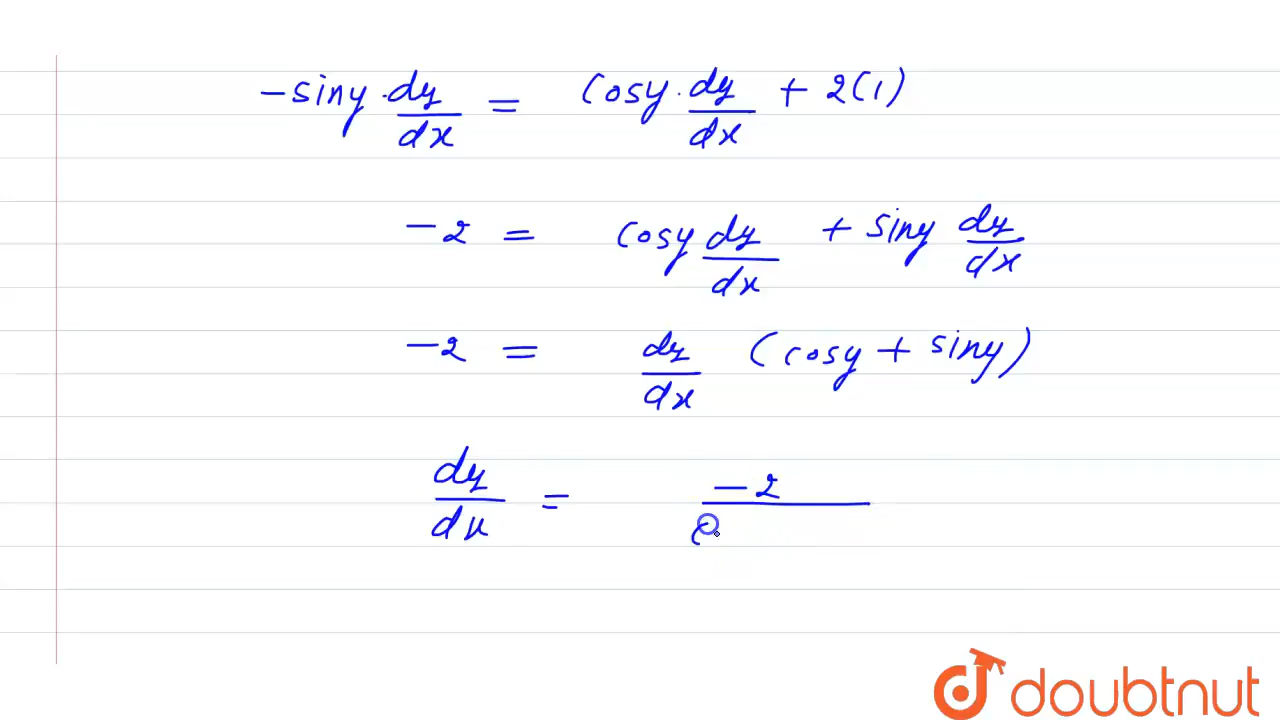 -siny.dy/dx = cosy.dy/dx + 2(1)
-2 = cosy dy/dx + siny dy/dx
-2 = dy/dx (cosy + siny)
dy/dx = -2/(
doubtnut